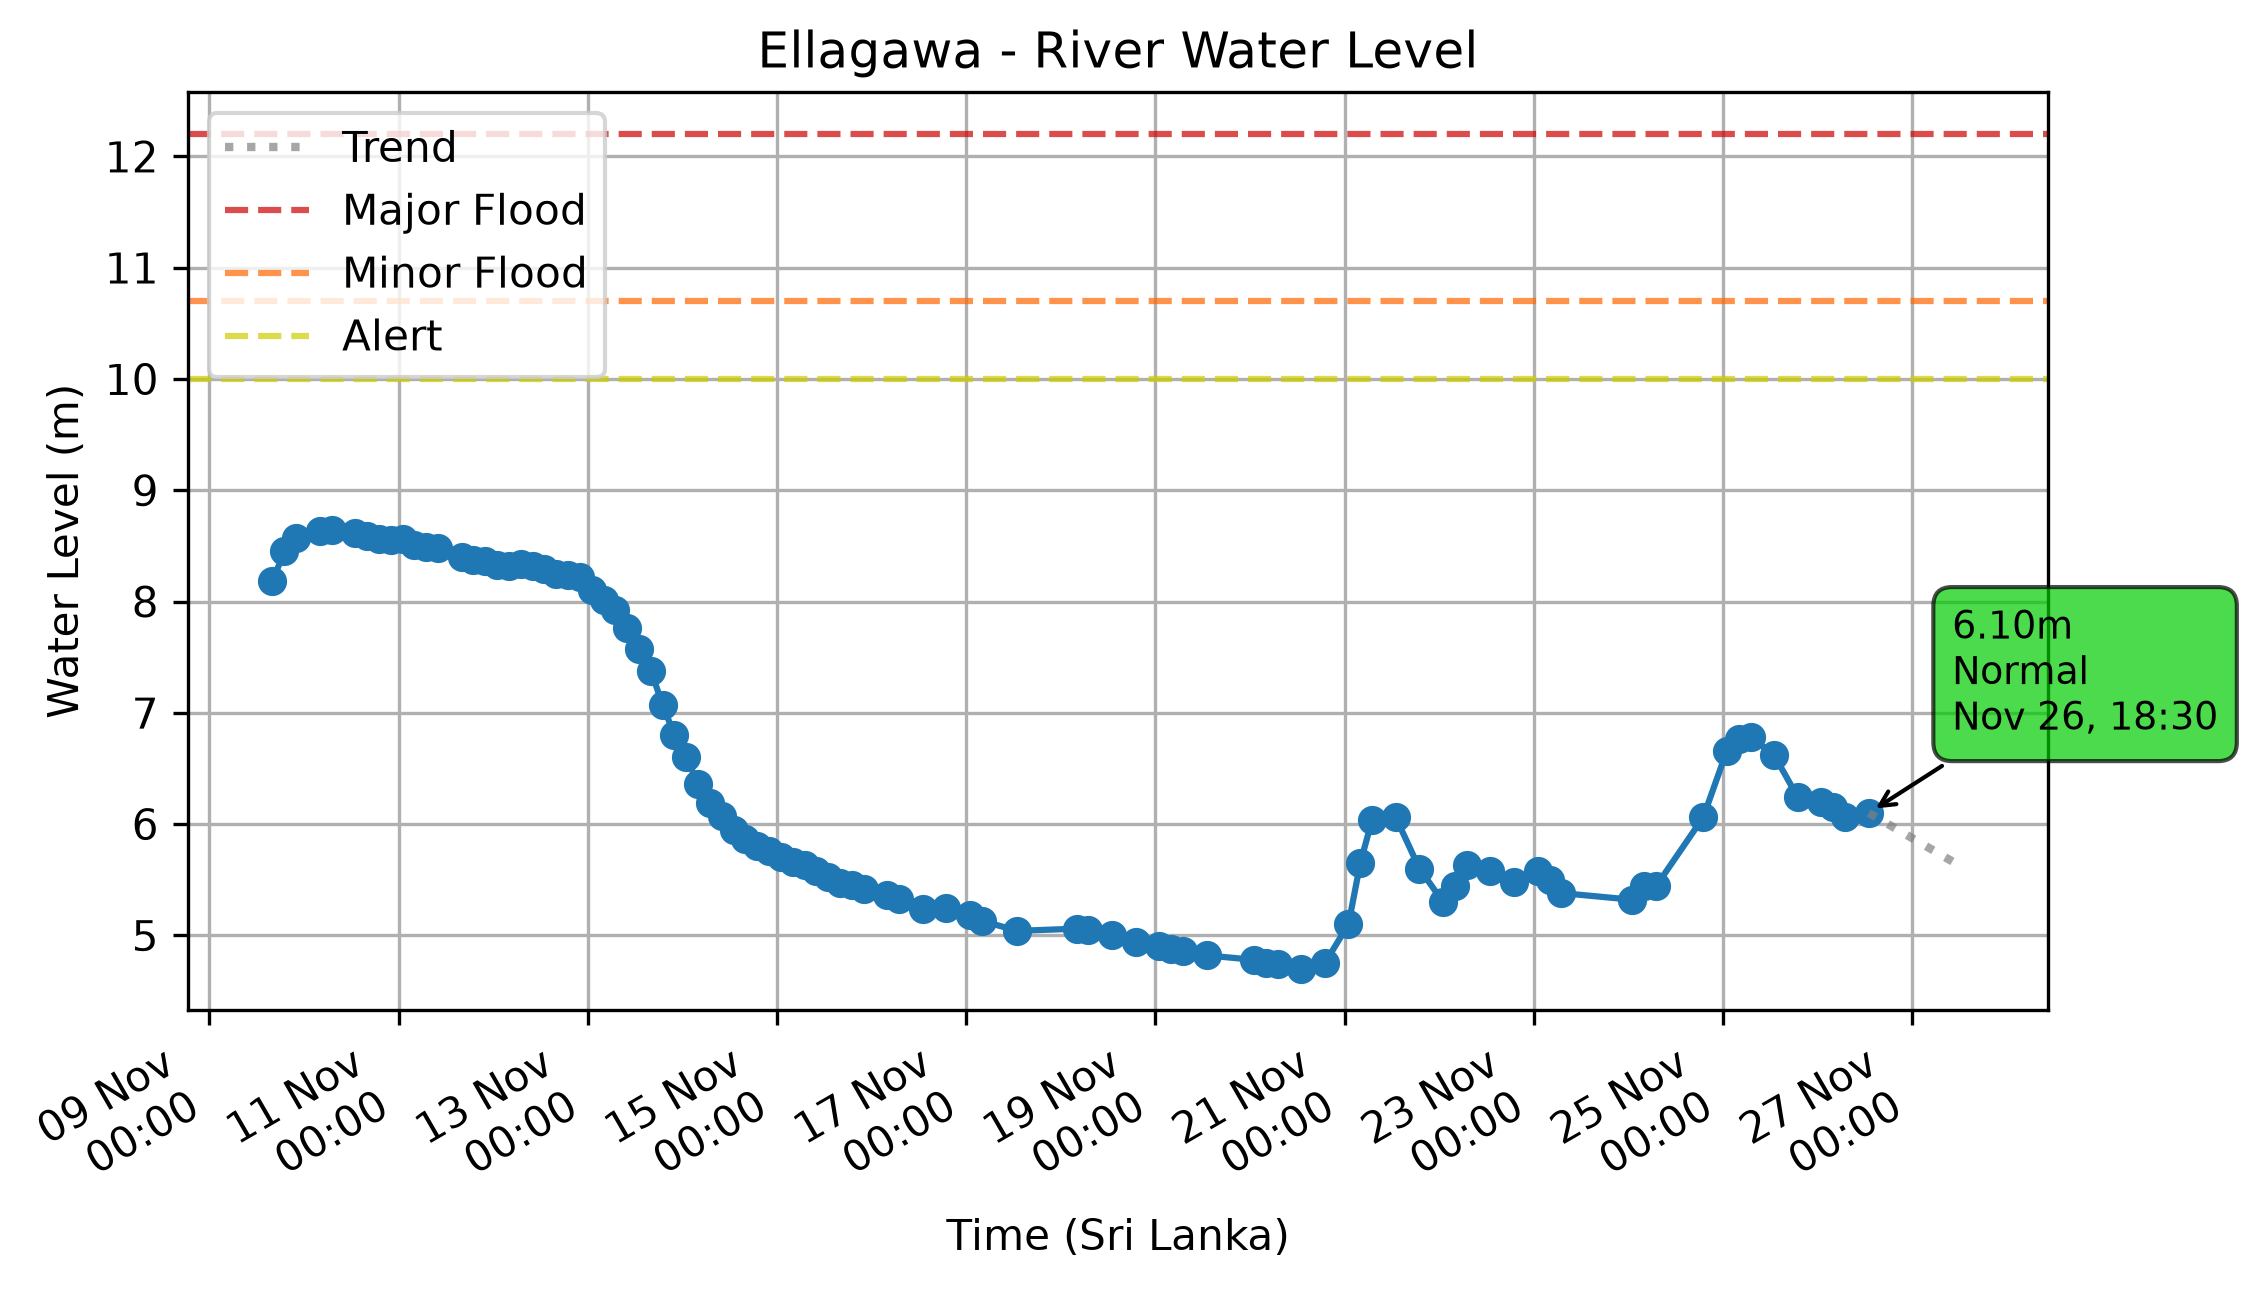 Ellagawa - River Water Level
Trend
Major Flood
Minor Flood
Alert
12
11
10
9
8
7
6
5
Water Level (m)
6.10m
Normal
Nov 26, 18:30
09 Nov
00:00
11 Nov
00:00
13 Nov
00:00
15 Nov
00:00
17 Nov
00:00
19 Nov
00:00
21 Nov
00:00
23 Nov
00:00
25 Nov
00:00
27 Nov
00:00
Time (Sri Lanka)